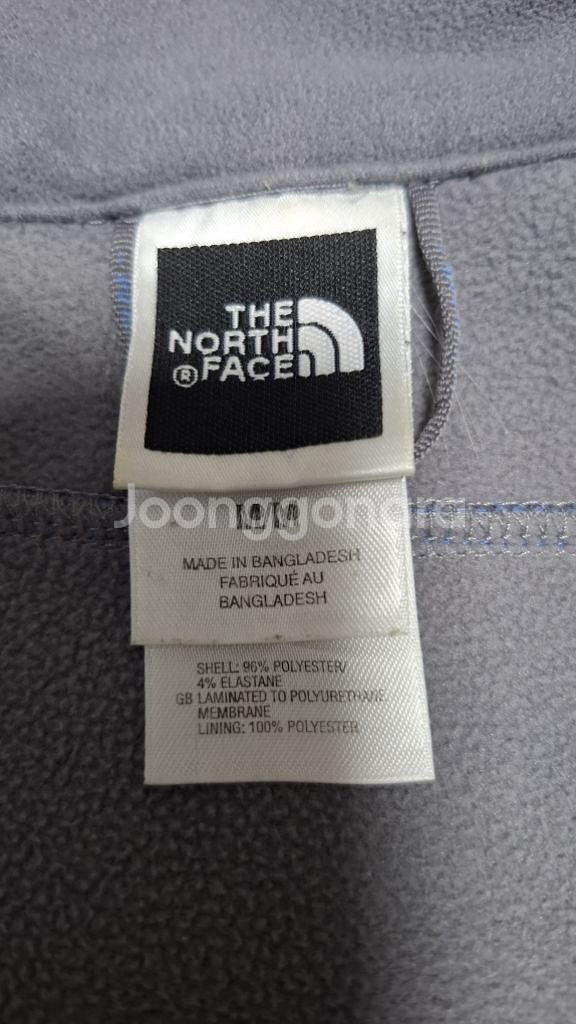 THE
NORTH
® FACE
Joonggonara
M/M
MADE IN BANGLADESH
FABRIQUÉ AU
BANGLADESH
SHELL: 96% POLYESTER/
4% ELASTANE
GB LAMINATED TO POLYURETHANE
MEMBRANE
LINING: 100% POLYESTER